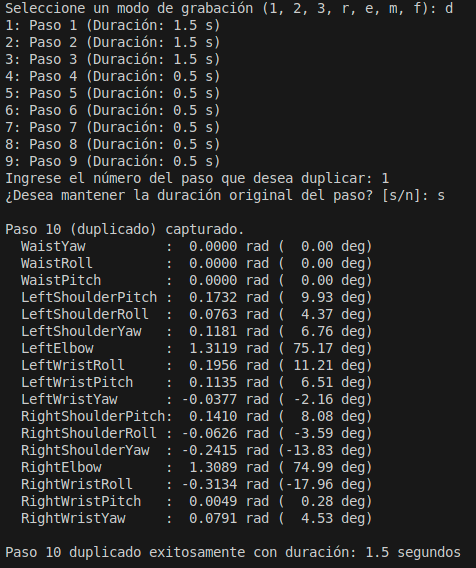 Seleccione un modo de grabación (1, 2, 3, r, e, m, f): d
1: Paso 1 (Duración: 1.5 s)
2: Paso 2 (Duración: 1.5 s)
3: Paso 3 (Duración: 1.5 s)
4: Paso 4 (Duración: 0.5 s)
5: Paso 5 (Duración: 0.5 s)
6: Paso 6 (Duración: 0.5 s)
7: Paso 7 (Duración: 0.5 s)
8: Paso 8 (Duración: 0.5 s)
9: Paso 9 (Duración: 0.5 s)
Ingrese el número del paso que desea duplicar: 1
¿Desea mantener la duración original del paso? [s/n]: s

Paso 10 (duplicado) capturado.
  WaistYaw          :  0.0000 rad (  0.00 deg)
  WaistRoll         :  0.0000 rad (  0.00 deg)
  WaistPitch        :  0.0000 rad (  0.00 deg)
  LeftShoulderPitch :  0.1732 rad (  9.93 deg)
  LeftShoulderRoll  :  0.0763 rad (  4.37 deg)
  LeftShoulderYaw   :  0.1181 rad (  6.76 deg)
  LeftElbow         :  1.3119 rad ( 75.17 deg)
  LeftWristRoll     :  0.1956 rad ( 11.21 deg)
  LeftWristPitch    :  0.1135 rad (  6.51 deg)
  LeftWristYaw      : -0.0377 rad ( -2.16 deg)
  RightShoulderPitch:  0.1410 rad (  8.08 deg)
  RightShoulderRoll : -0.0626 rad ( -3.59 deg)
  RightShoulderYaw  : -0.2415 rad (-13.83 deg)
  RightElbow        :  1.3089 rad ( 74.99 deg)
  RightWristRoll    : -0.3134 rad (-17.96 deg)
  RightWristPitch   :  0.0049 rad (  0.28 deg)
  RightWristYaw     :  0.0791 rad (  4.53 deg)

Paso 10 duplicado exitosamente con duración: 1.5 segundos